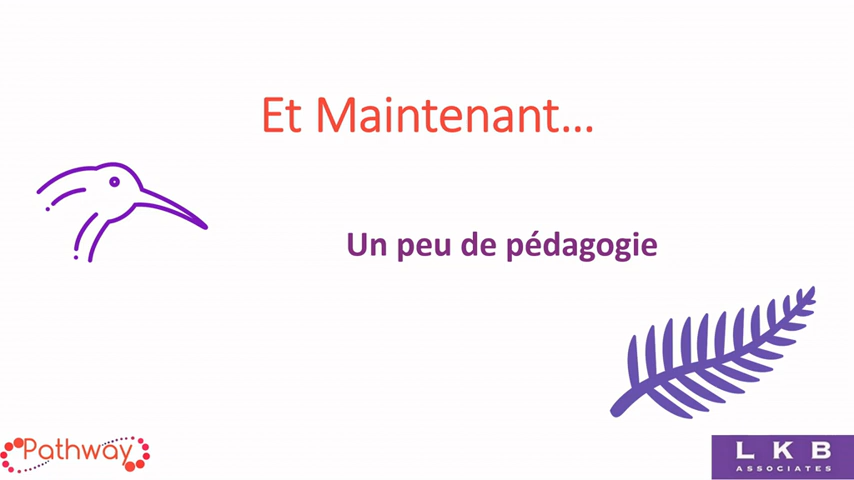 Et Maintenant...
Un peu de pédagogie
Pathway
LKB
ASSOCIATES